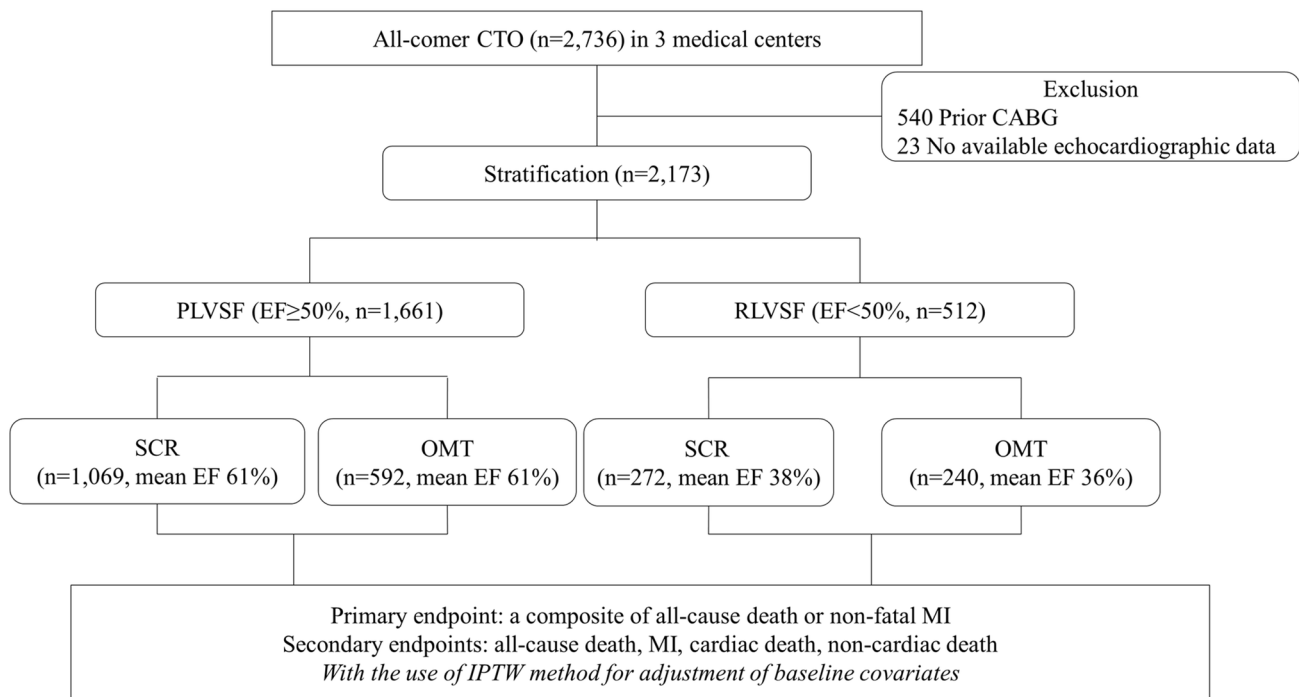 All-comer CTO (n=2,736) in 3 medical centers
Exclusion
540 Prior CABG
23 No available echocardiographic data
Stratification (n=2,173)
PLVSF (EF≥50%, n=1,661)
RLVSF (EF<50%, n=512)
SCR
(n=1,069, mean EF 61%)
OMT
(n=592, mean EF 61%)
SCR
(n=272, mean EF 38%)
OMT
(n=240, mean EF 36%)
Primary endpoint: a composite of all-cause death or non-fatal MI
Secondary endpoints: all-cause death, MI, cardiac death, non-cardiac death
With the use of IPTW method for adjustment of baseline covariates